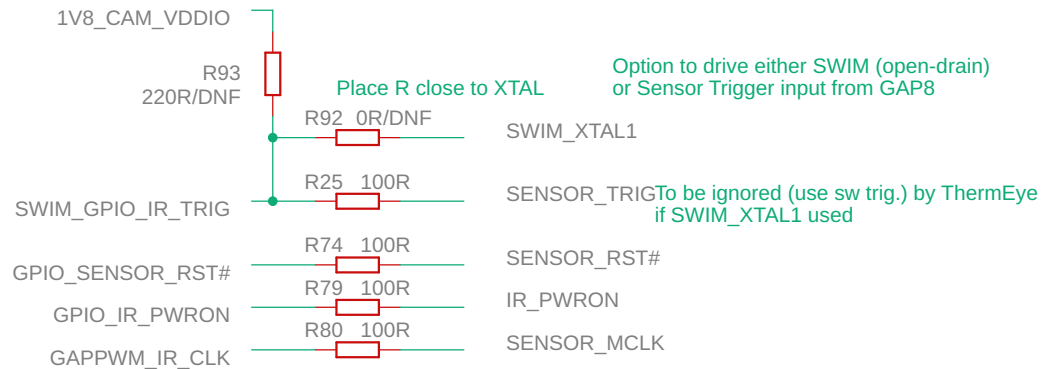 1V8_CAM_VDDIO
R93
220R/DNF
Place R close to XTAL
Option to drive either SWIM (open-drain)
or Sensor Trigger input from GAP8
R92 0R/DNF
SWIM_XTAL1
R25 100R
SWIM_GPIO_IR_TRIG
SENSOR_TRIG
To be ignored (use sw trig.) by ThermEye
if SWIM_XTAL1 used
R74 100R
GPIO_SENSOR_RST#
SENSOR_RST#
R79 100R
GPIO_IR_PWRON
IR_PWRON
R80 100R
GAPPWM_IR_CLK
SENSOR_MCLK